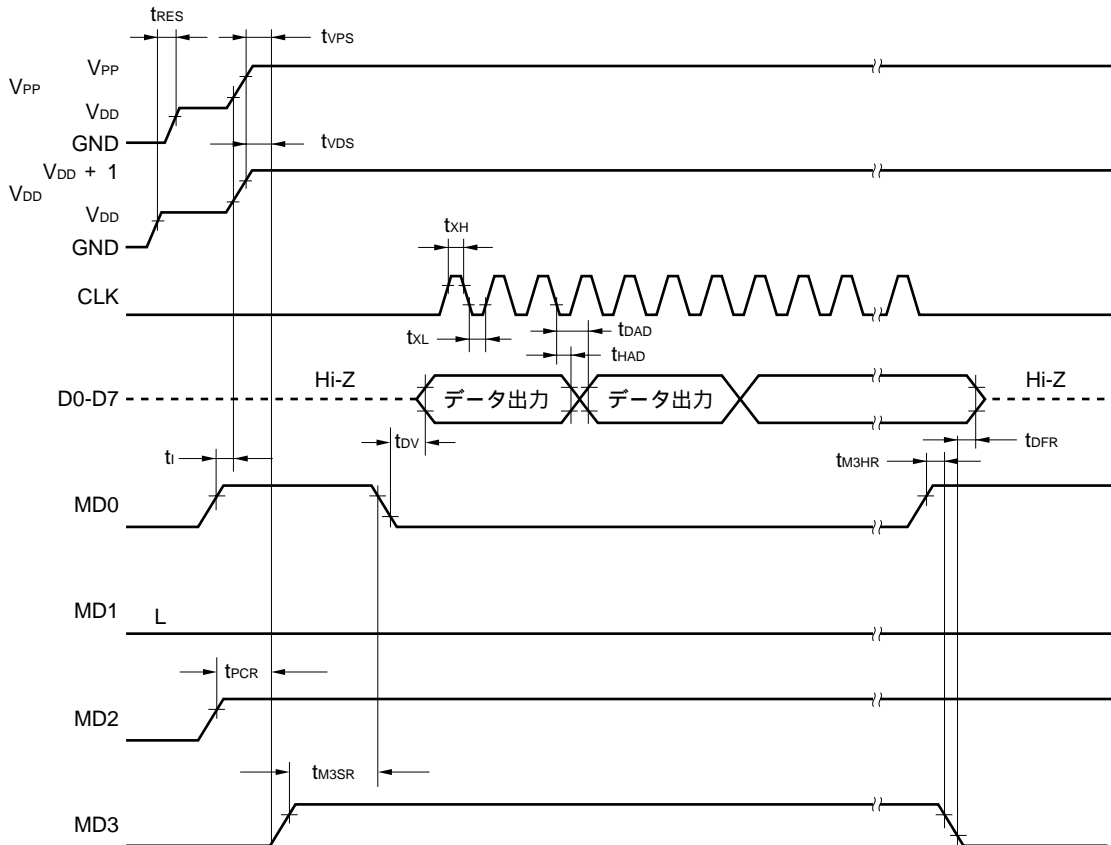 tRES
tVPS
VPP
VPP
VDD
GND
tVDS
VDD + 1
VDD
VDD
GND
tXH
CLK
tXL
tDAD
tHAD
Hi-Z
Hi-Z
D0-D7
データ出力
データ出力
tDV
tDFR
tI
tM3HR
MD0
MD1
L
tPCR
MD2
tM3SR
MD3